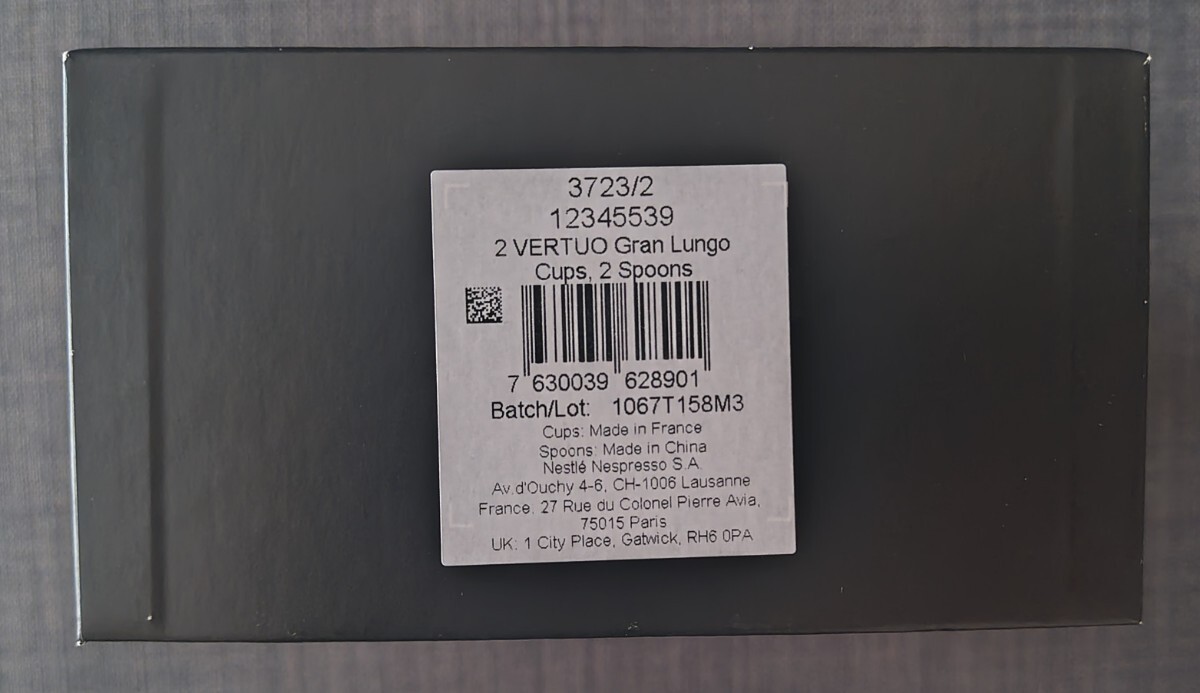 3723/2
12345539
2 VERTUO Gran Lungo
Cups, 2 Spoons
7 630039 628901
Batch/Lot: 1067T158M3
Cups: Made in France
Spoons: Made in China
Nestlé Nespresso S.A.
Av.d'Ouchy 4-6, CH-1006 Lausanne
France: 27 Rue du Colonel Pierre Avia,
75015 Paris
UK: 1 City Place, Gatwick, RH6 0PA